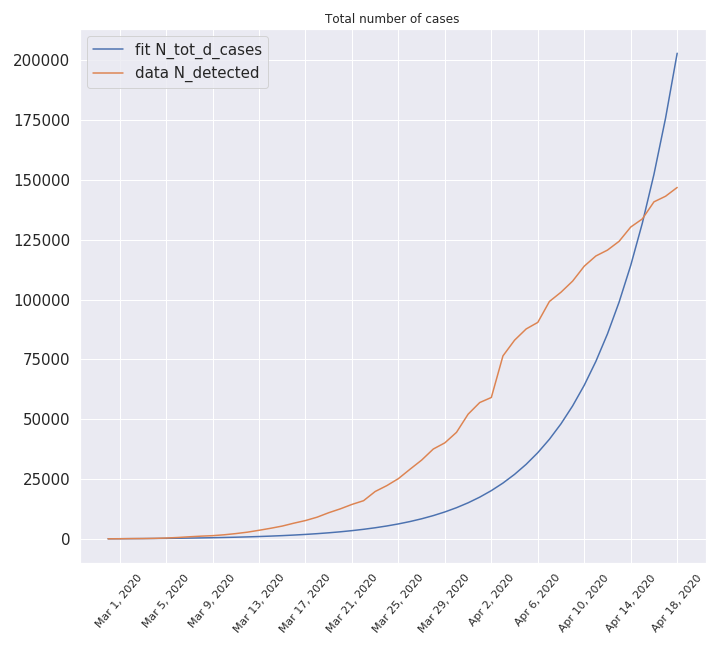 Total number of cases
fit N_tot_d_cases
data N_detected
200000
175000
150000
125000
100000
75000
50000
25000
0
Mar 1, 2020
Mar 5, 2020
Mar 9, 2020
Mar 13, 2020
Mar 17, 2020
Mar 21, 2020
Mar 25, 2020
Mar 29, 2020
Apr 2, 2020
Apr 6, 2020
Apr 10, 2020
Apr 14, 2020
Apr 18, 2020